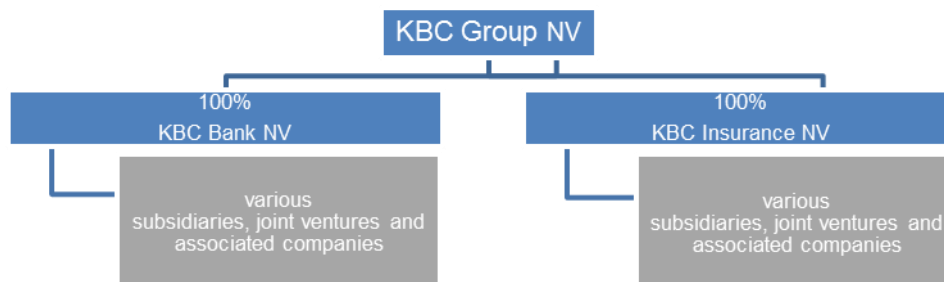 KBC Group NV
100%
KBC Bank NV
100%
KBC Insurance NV
various
subsidiaries, joint ventures and
associated companies
various
subsidiaries, joint ventures and
associated companies